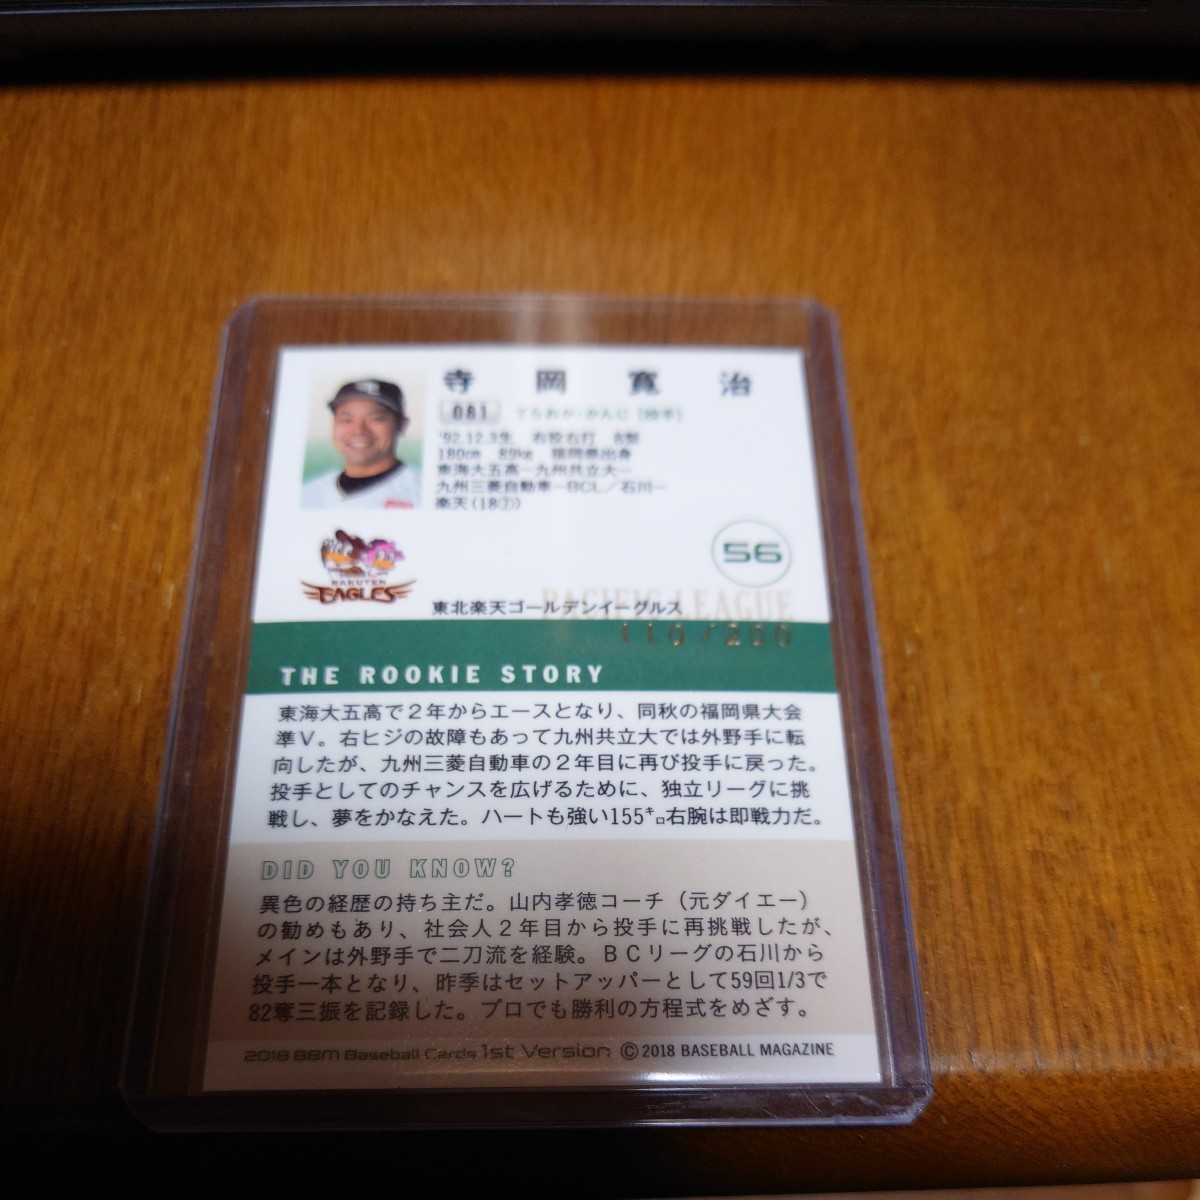 寺岡寛治
081 てらおか・かんじ [投手]
'92.12.3生 右投右打 B型
180cm 89kg 福岡県出身
東海大五高ー九州共立大ー
九州三菱自動車ーBCL/石川ー
楽天(18⑦)
56
RAKUTEN
EAGLES
PACIFIC LEAGUE
東北楽天ゴールデンイーグルス
110/200
THE ROOKIE STORY
東海大五高で2年からエースとなり、同秋の福岡県大会
準V。右ヒジの故障もあって九州共立大では外野手に転
向したが、九州三菱自動車の2年目に再び投手に戻った。
投手としてのチャンスを広げるために、独立リーグに挑
戦し、夢をかなえた。ハートも強い155㌔右腕は即戦力だ。
DID YOU KNOW?
異色の経歴の持ち主だ。山内孝徳コーチ(元ダイエー)
の勧めもあり、社会人2年目から投手に再挑戦したが、
メインは外野手で二刀流を経験。BCリーグの石川から
投手一本となり、昨季はセットアッパーとして59回1/3で
82奪三振を記録した。プロでも勝利の方程式をめざす。
2018 BBM Baseball Cards 1st Version ©2018 BASEBALL MAGAZINE